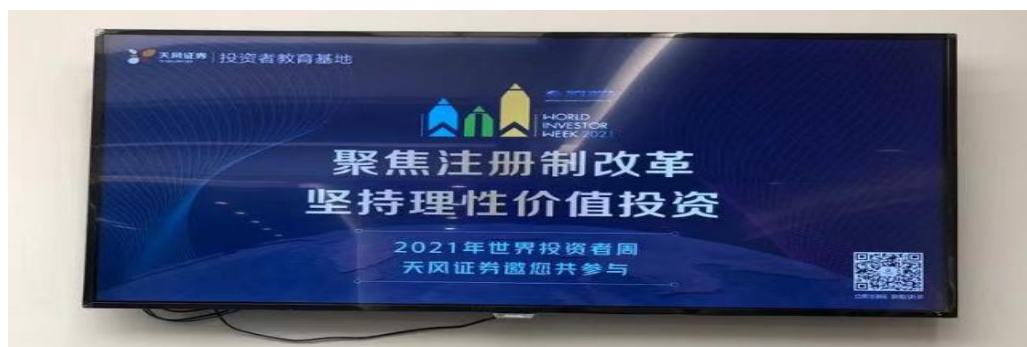 天风证券 | 投资者教育基地
WORLD
INVESTOR
WEEK 2021
聚焦注册制改革
坚持理性价值投资
2021年世界投资者周
天风证券邀您共参与